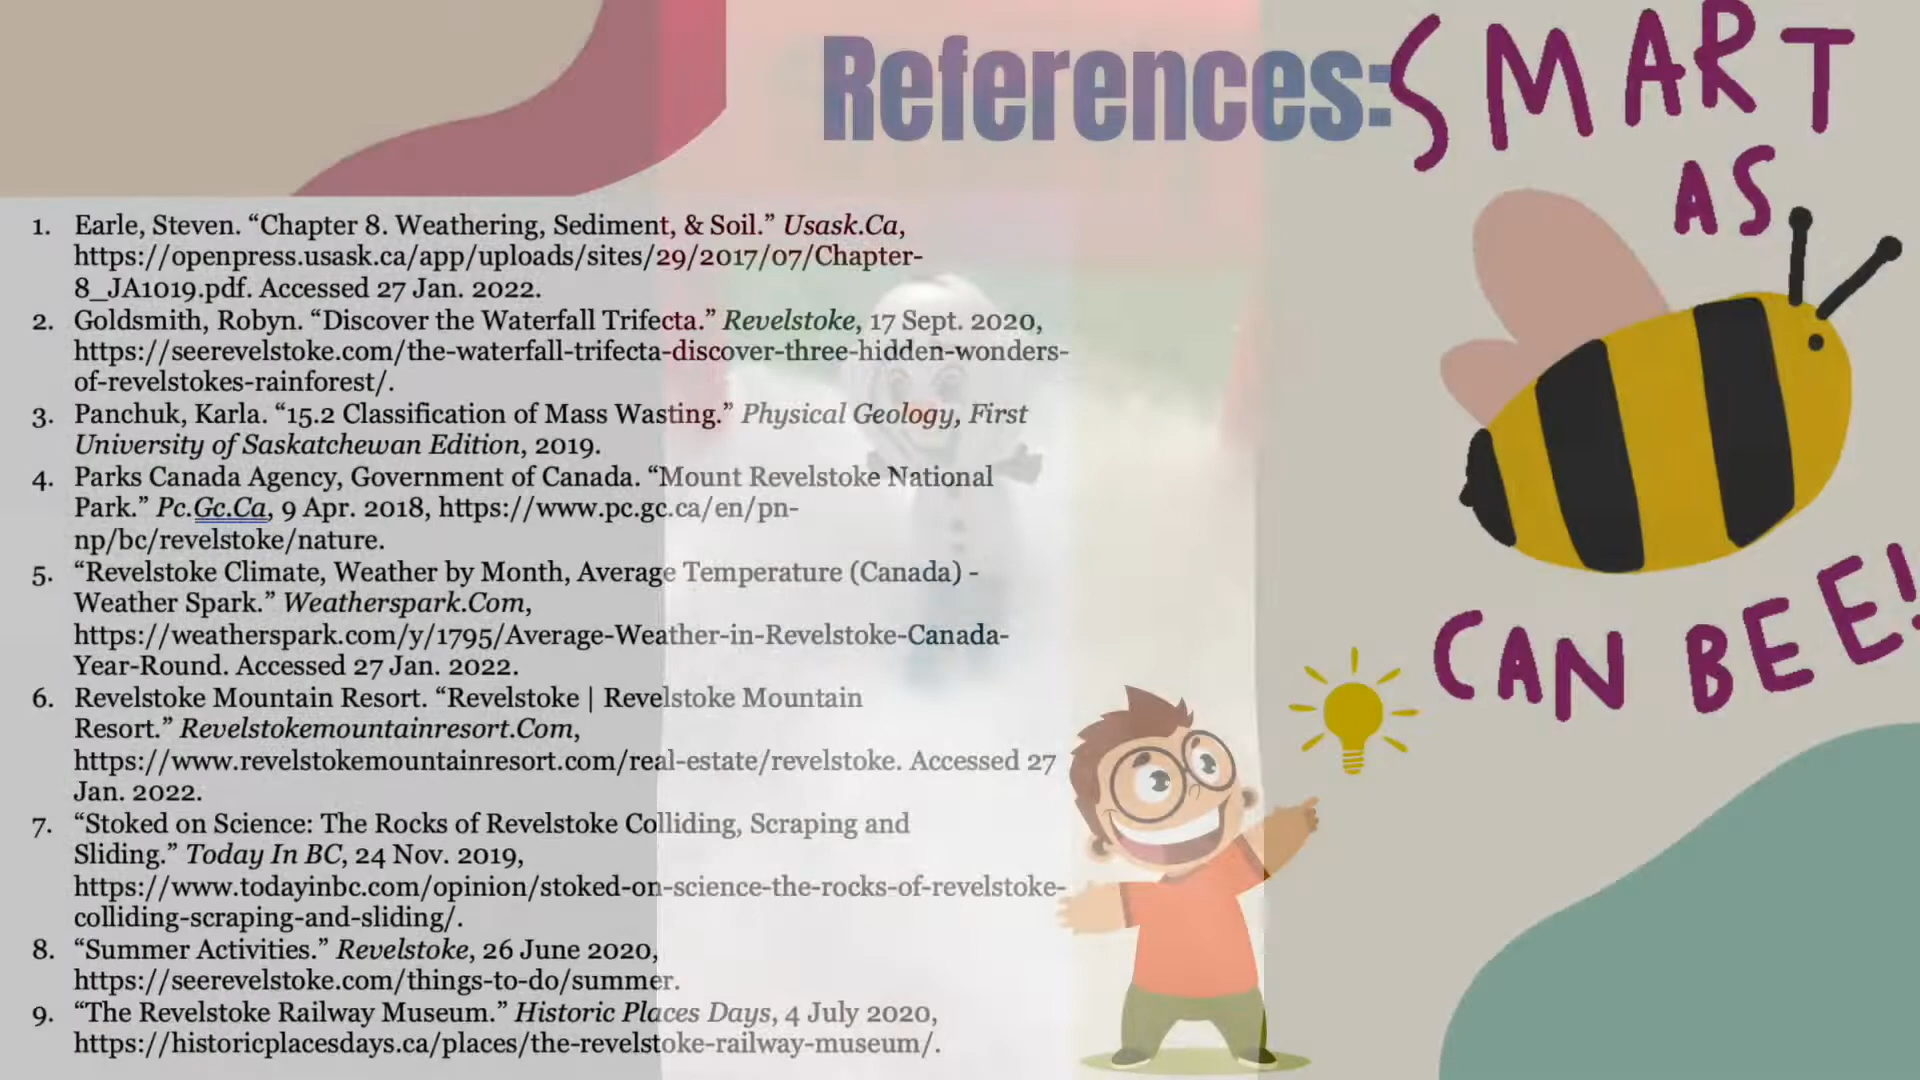 References:
SMART
AS
CAN BEE!
1. Earle, Steven. “Chapter 8. Weathering, Sediment, & Soil.” Usask.Ca,
https://openpress.usask.ca/app/uploads/sites/29/2017/07/Chapter-
8_JA1019.pdf. Accessed 27 Jan. 2022.
2. Goldsmith, Robyn. “Discover the Waterfall Trifecta.” Revelstoke, 17 Sept. 2020,
https://seerevelstoke.com/the-waterfall-trifecta-discover-three-hidden-wonders-
of-revelstokes-rainforest/.
3. Panchuk, Karla. “15.2 Classification of Mass Wasting.” Physical Geology, First
University of Saskatchewan Edition, 2019.
4. Parks Canada Agency, Government of Canada. “Mount Revelstoke National
Park.” Pc.Gc.Ca, 9 Apr. 2018, https://www.pc.gc.ca/en/pn-
np/bc/revelstoke/nature.
5. “Revelstoke Climate, Weather by Month, Average Temperature (Canada) -
Weather Spark.” Weatherspark.Com,
https://weatherspark.com/y/1795/Average-Weather-in-Revelstoke-Canada-
Year-Round. Accessed 27 Jan. 2022.
6. Revelstoke Mountain Resort. “Revelstoke | Revelstoke Mountain
Resort.” Revelstokemountainresort.Com,
https://www.revelstokemountainresort.com/real-estate/revelstoke. Accessed 27
Jan. 2022.
7. “Stoked on Science: The Rocks of Revelstoke Colliding, Scraping and
Sliding.” Today In BC, 24 Nov. 2019,
https://www.todayinbc.com/opinion/stoked-on-science-the-rocks-of-revelstoke-
colliding-scraping-and-sliding/.
8. “Summer Activities.” Revelstoke, 26 June 2020,
https://seerevelstoke.com/things-to-do/summer.
9. “The Revelstoke Railway Museum.” Historic Places Days, 4 July 2020,
https://historicplacesdays.ca/places/the-revelstoke-railway-museum/.